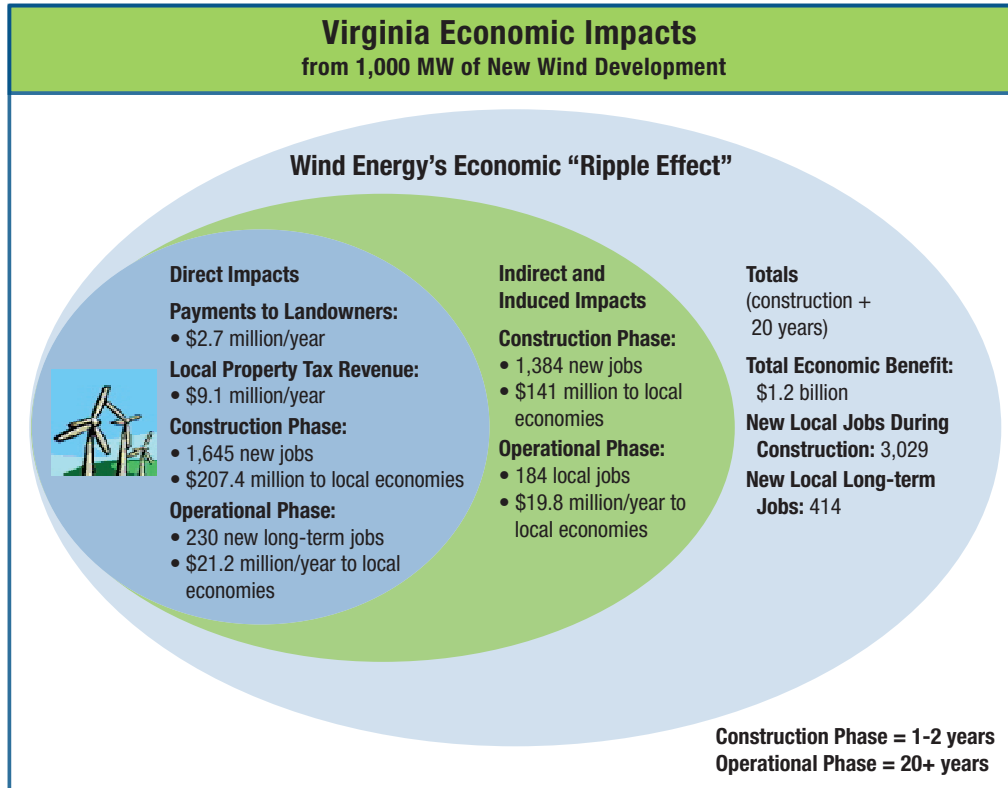 Virginia Economic Impacts
from 1,000 MW of New Wind Development
Wind Energy’s Economic “Ripple Effect”
Direct Impacts
Payments to Landowners:
• $2.7 million/year
Local Property Tax Revenue:
• $9.1 million/year
Construction Phase:
• 1,645 new jobs
• $207.4 million to local economies
Operational Phase:
• 230 new long-term jobs
• $21.2 million/year to local
economies
Indirect and
Induced Impacts
Construction Phase:
• 1,384 new jobs
• $141 million to local
economies
Operational Phase:
• 184 local jobs
• $19.8 million/year to
local economies
Totals
(construction +
20 years)
Total Economic Benefit:
$1.2 billion
New Local Jobs During
Construction: 3,029
New Local Long-term
Jobs: 414
Construction Phase = 1-2 years
Operational Phase = 20+ years